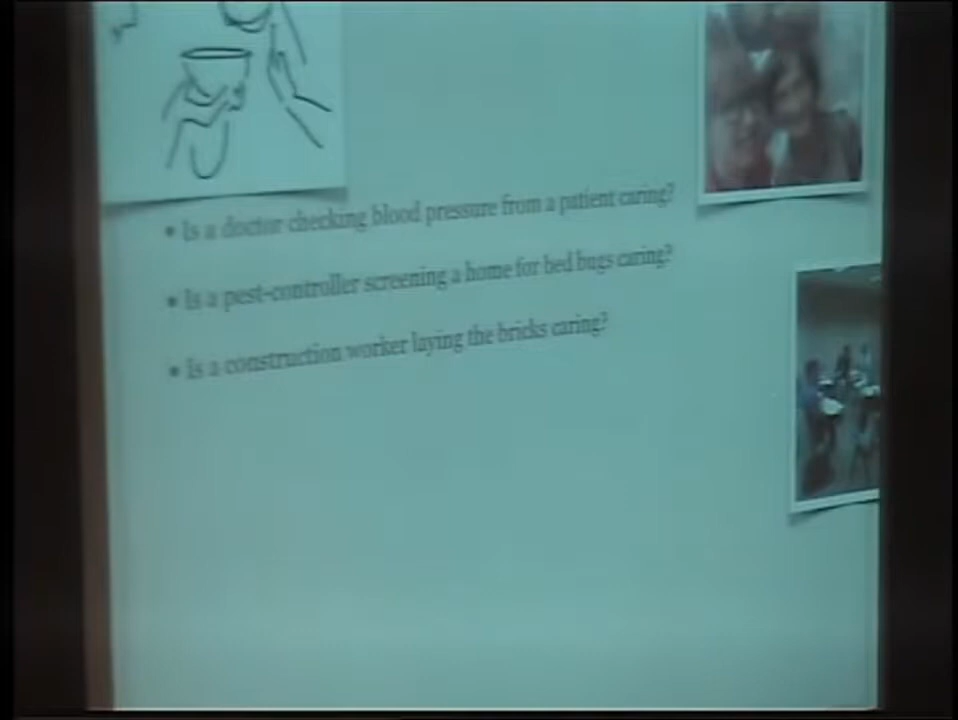 • Is a doctor checking blood pressure from a patient caring?
• Is a pest-controller screening a home for bed bugs caring?
• Is a construction worker laying the bricks caring?